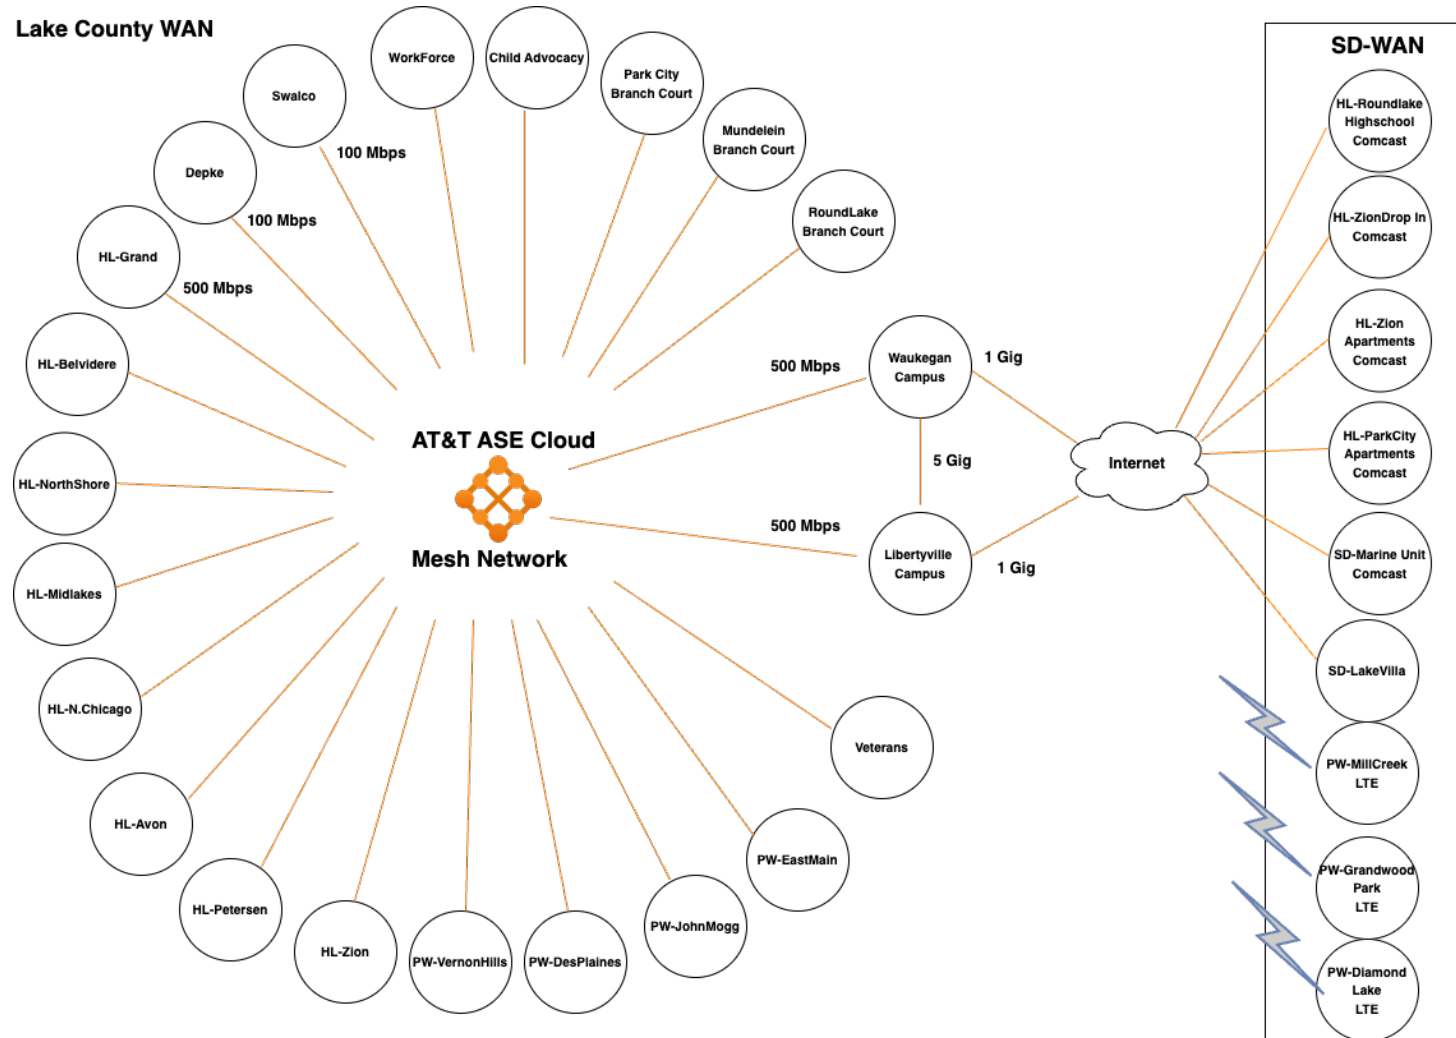 Lake County WAN
WorkForce
Child Advocacy
Park City
Branch Court
Swalco
Mundelein
Branch Court
100 Mbps
Depke
RoundLake
Branch Court
100 Mbps
HL-Grand
500 Mbps
HL-Belvidere
HL-NorthShore
HL-Midlakes
HL-N.Chicago
HL-Avon
HL-Petersen
HL-Zion
PW-VernonHills
PW-DesPlaines
PW-JohnMogg
PW-EastMain
Veterans
AT&T ASE Cloud
Mesh Network
500 Mbps
Waukegan
Campus
1 Gig
5 Gig
500 Mbps
Libertyville
Campus
1 Gig
Internet
SD-WAN
HL-Roundlake
Highschool
Comcast
HL-ZionDrop In
Comcast
HL-Zion
Apartments
Comcast
HL-ParkCity
Apartments
Comcast
SD-Marine Unit
Comcast
SD-LakeVilla
PW-MillCreek
LTE
PW-Grandwood
Park
LTE
PW-Diamond
Lake
LTE